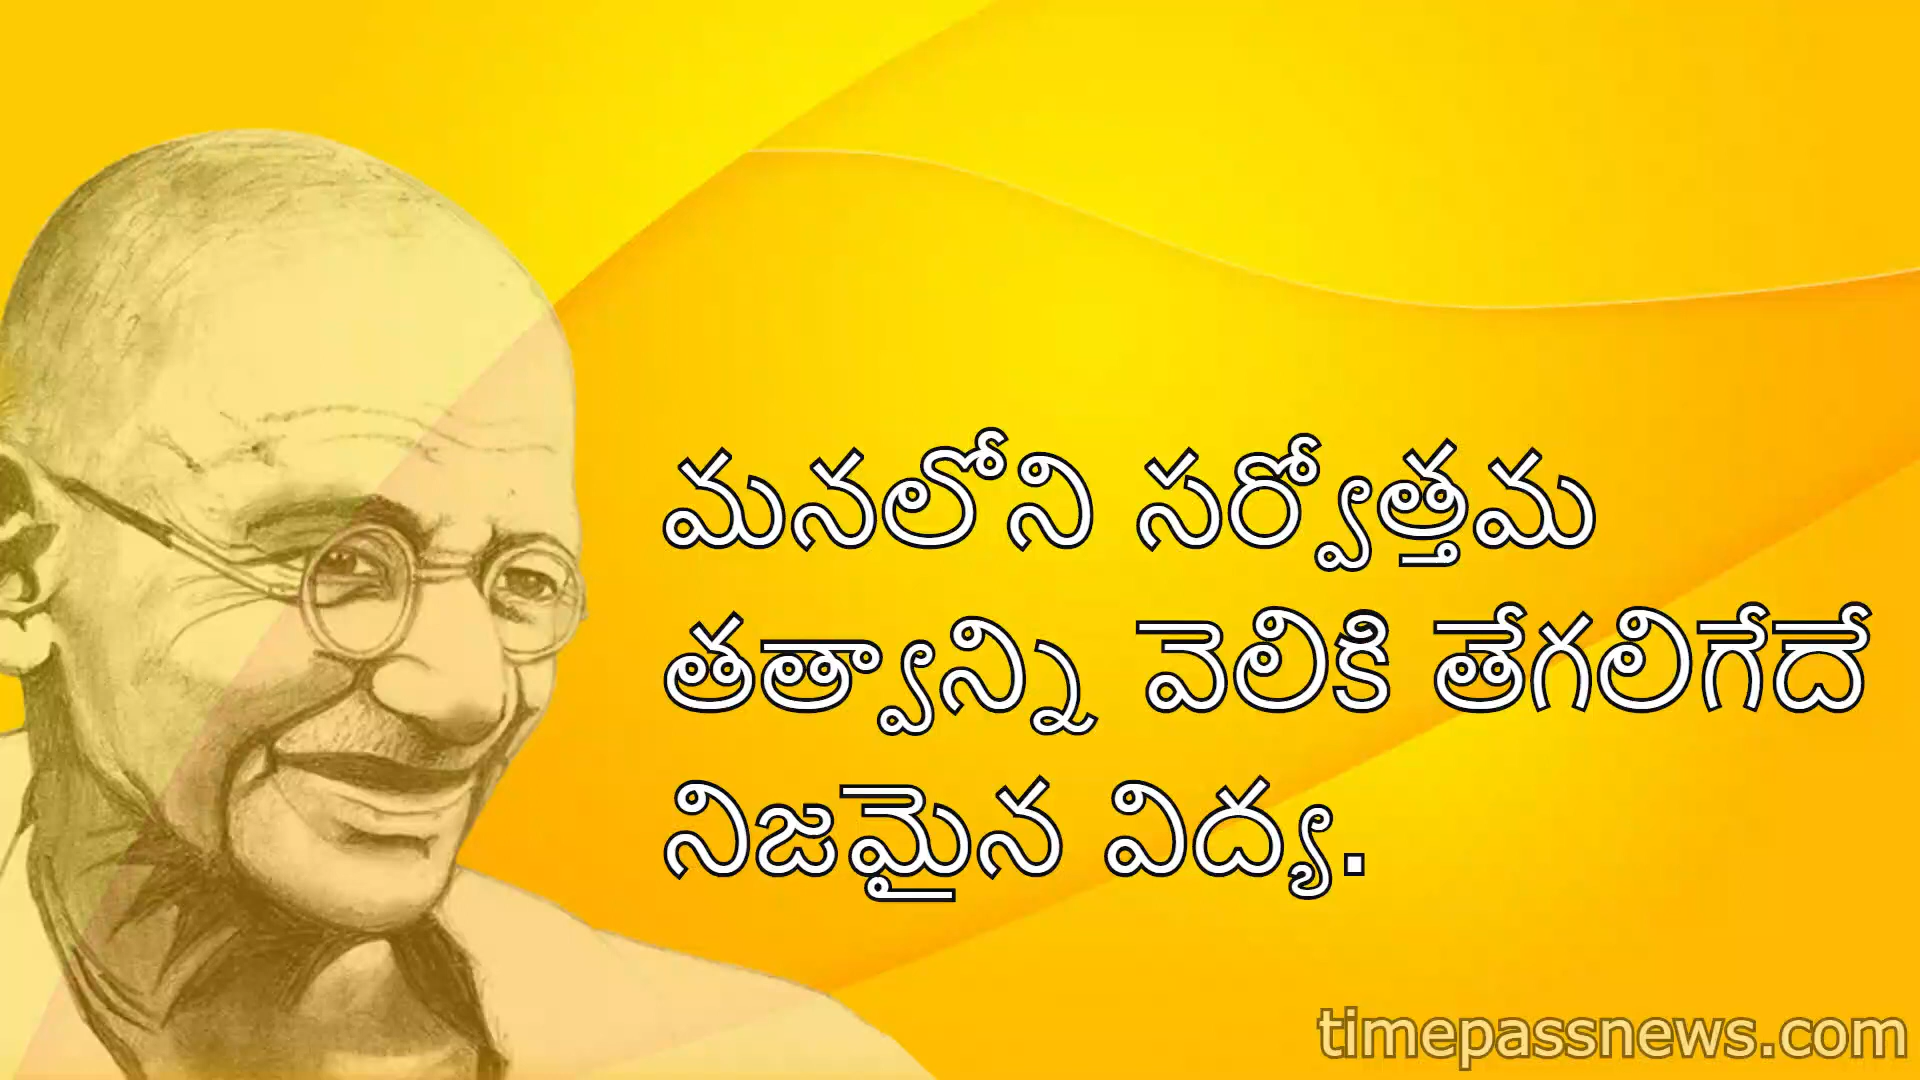 మనలోని సర్వోత్తమ
తత్వాన్ని వెలికి తేగలిగేదే
నిజమైన విద్య.
timepassnews.com